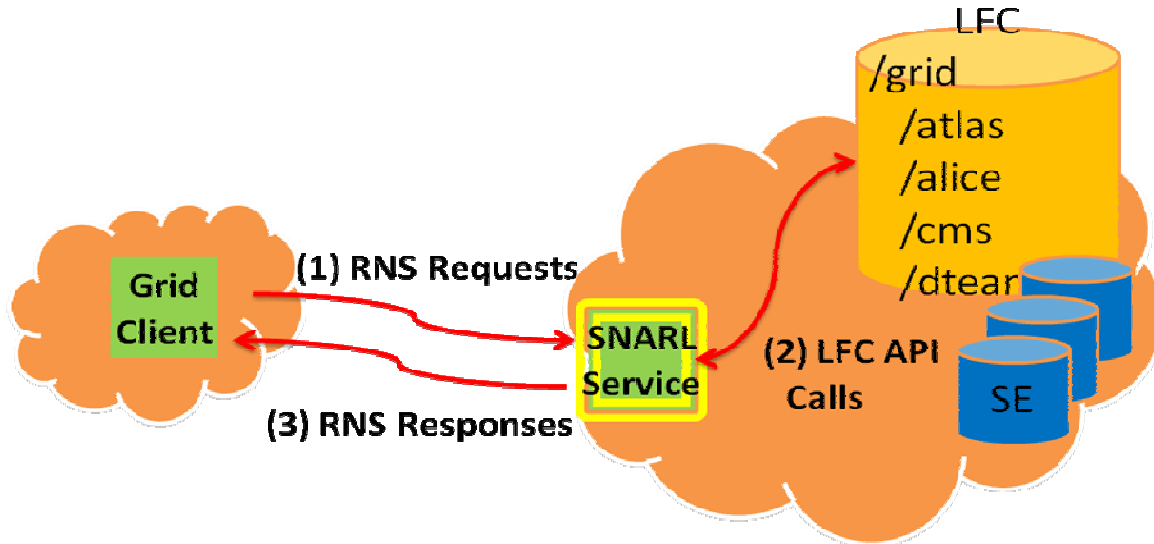 LFC
/grid
/atlas
/alice
/cms
/dtear
(1) RNS Requests
Grid
Client
SNARL
Service
(2) LFC API
Calls
SE
(3) RNS Responses